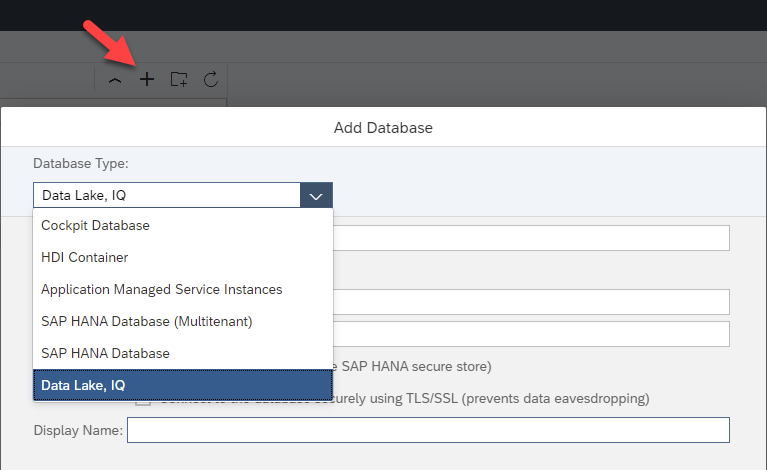 Add Database
Database Type:
Data Lake, IQ
Cockpit Database
HDI Container
Application Managed Service Instances
SAP HANA Database (Multitenant)
SAP HANA Database
Data Lake, IQ
SAP HANA secure store)
securely using TLS/SSL (prevents data eavesdropping)
Display Name: